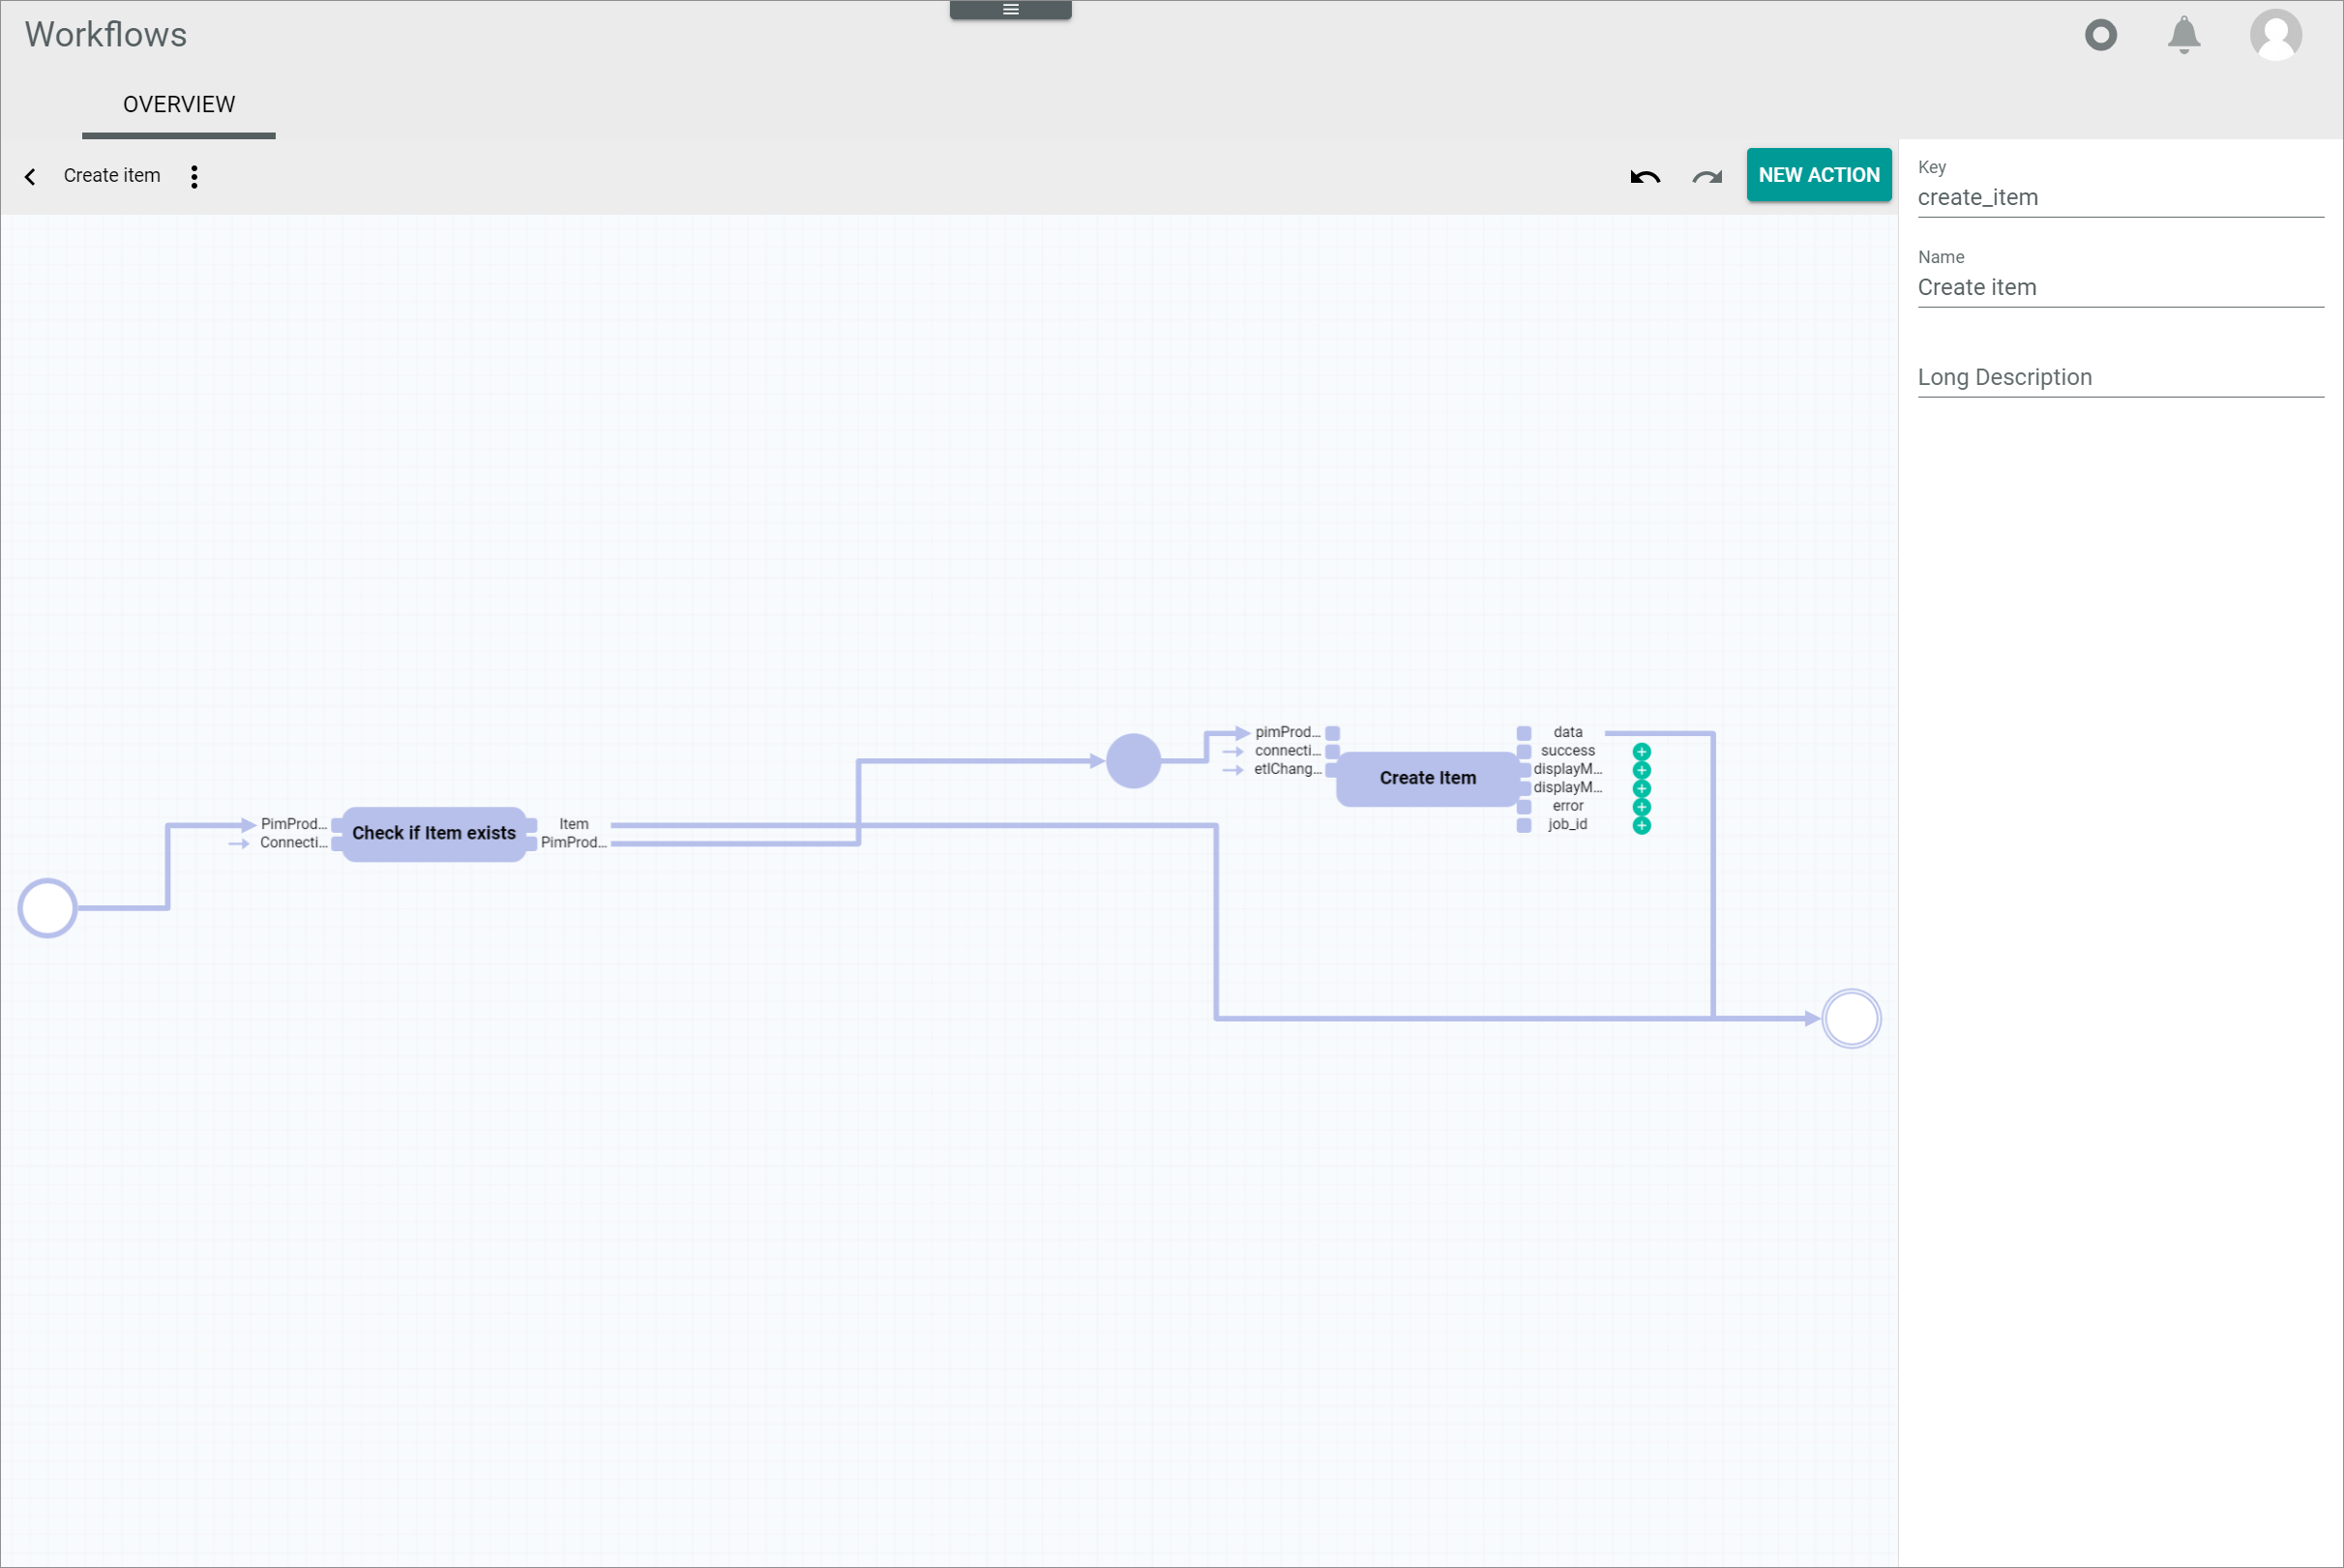 Workflows
OVERVIEW
Create item
NEW ACTION
Key
create_item
Name
Create item
Long Description
PimProd...
Connecti...
Check if Item exists
Item
PimProd...
pimProd...
connecti...
etlChang...
Create Item
data
success
displayM...
displayM...
error
job_id